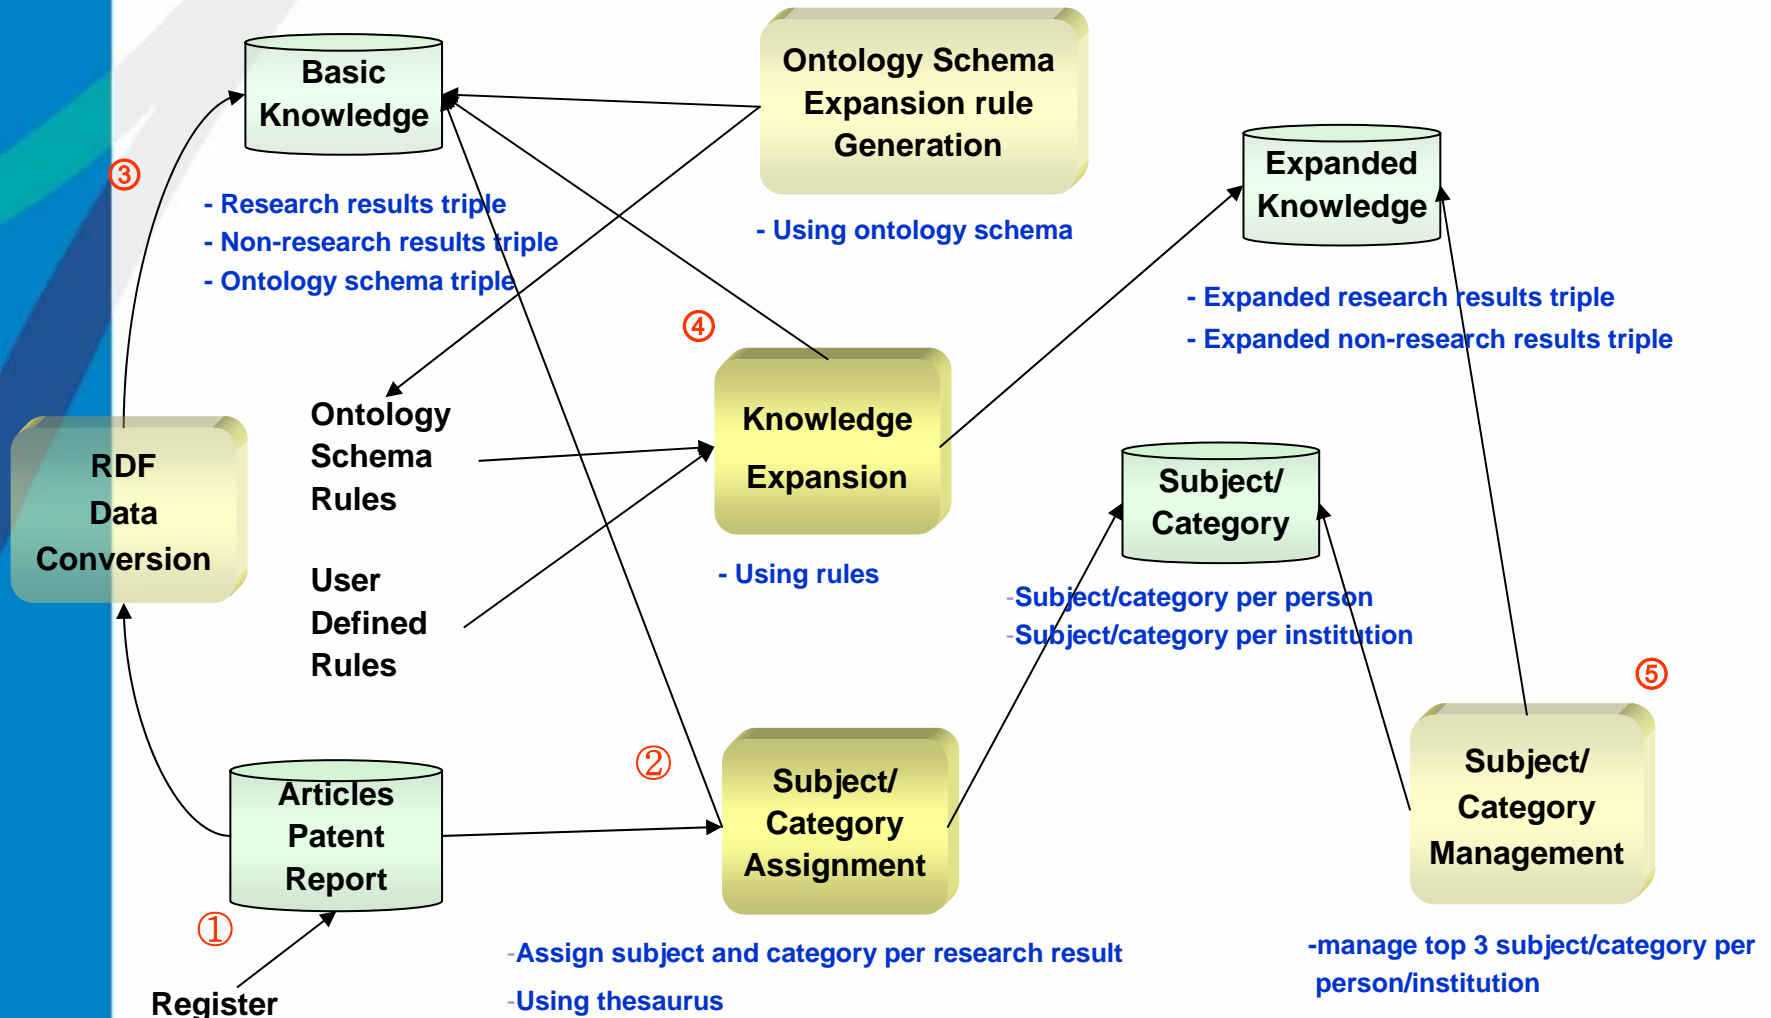 Basic
Knowledge
- Research results triple
- Non-research results triple
- Ontology schema triple
Ontology Schema
Expansion rule
Generation
- Using ontology schema
Expanded
Knowledge
- Expanded research results triple
- Expanded non-research results triple
③
④
RDF
Data
Conversion
Ontology
Schema
Rules
User
Defined
Rules
Knowledge
Expansion
- Using rules
Subject/
Category
-Subject/category per person
-Subject/category per institution
⑤
②
①
Articles
Patent
Report
Register
Subject/
Category
Assignment
-Assign subject and category per research result
-Using thesaurus
Subject/
Category
Management
-manage top 3 subject/category per
person/institution